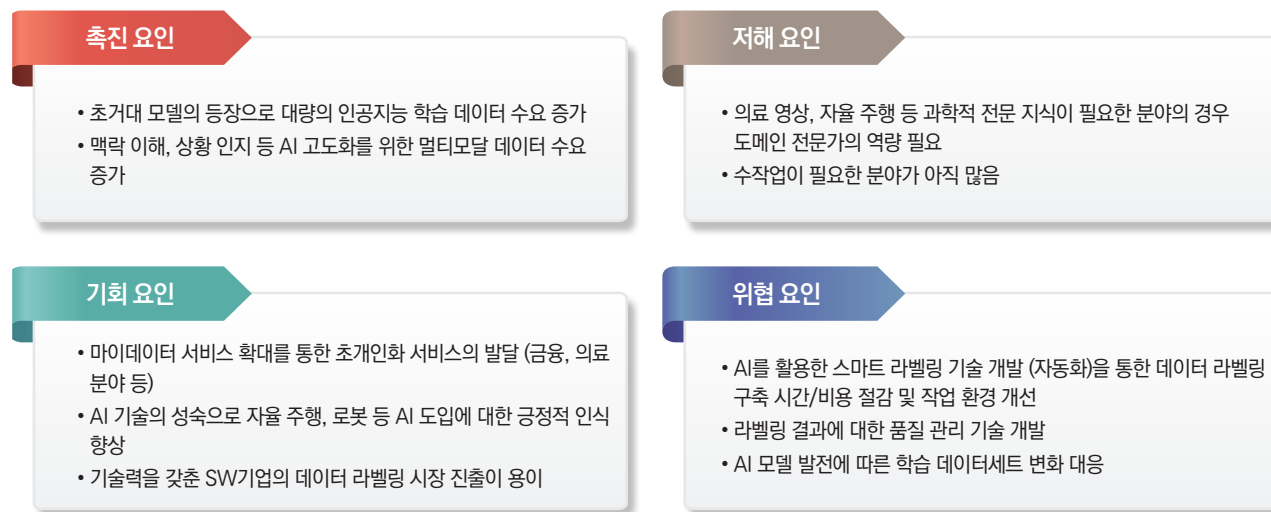 촉진 요인
• 초거대 모델의 등장으로 대량의 인공지능 학습 데이터 수요 증가
• 맥락 이해, 상황 인지 등 AI 고도화를 위한 멀티모달 데이터 수요
증가
저해 요인
• 의료 영상, 자율 주행 등 과학적 전문 지식이 필요한 분야의 경우
도메인 전문가의 역량 필요
• 수작업이 필요한 분야가 아직 많음
기회 요인
• 마이데이터 서비스 확대를 통한 초개인화 서비스의 발달 (금융, 의료
분야 등)
• AI 기술의 성숙으로 자율 주행, 로봇 등 AI 도입에 대한 긍정적 인식
향상
• 기술력을 갖춘 SW기업의 데이터 라벨링 시장 진출이 용이
위협 요인
• AI를 활용한 스마트 라벨링 기술 개발 (자동화)을 통한 데이터 라벨링
구축 시간/비용 절감 및 작업 환경 개선
• 라벨링 결과에 대한 품질 관리 기술 개발
• AI 모델 발전에 따른 학습 데이터세트 변화 대응